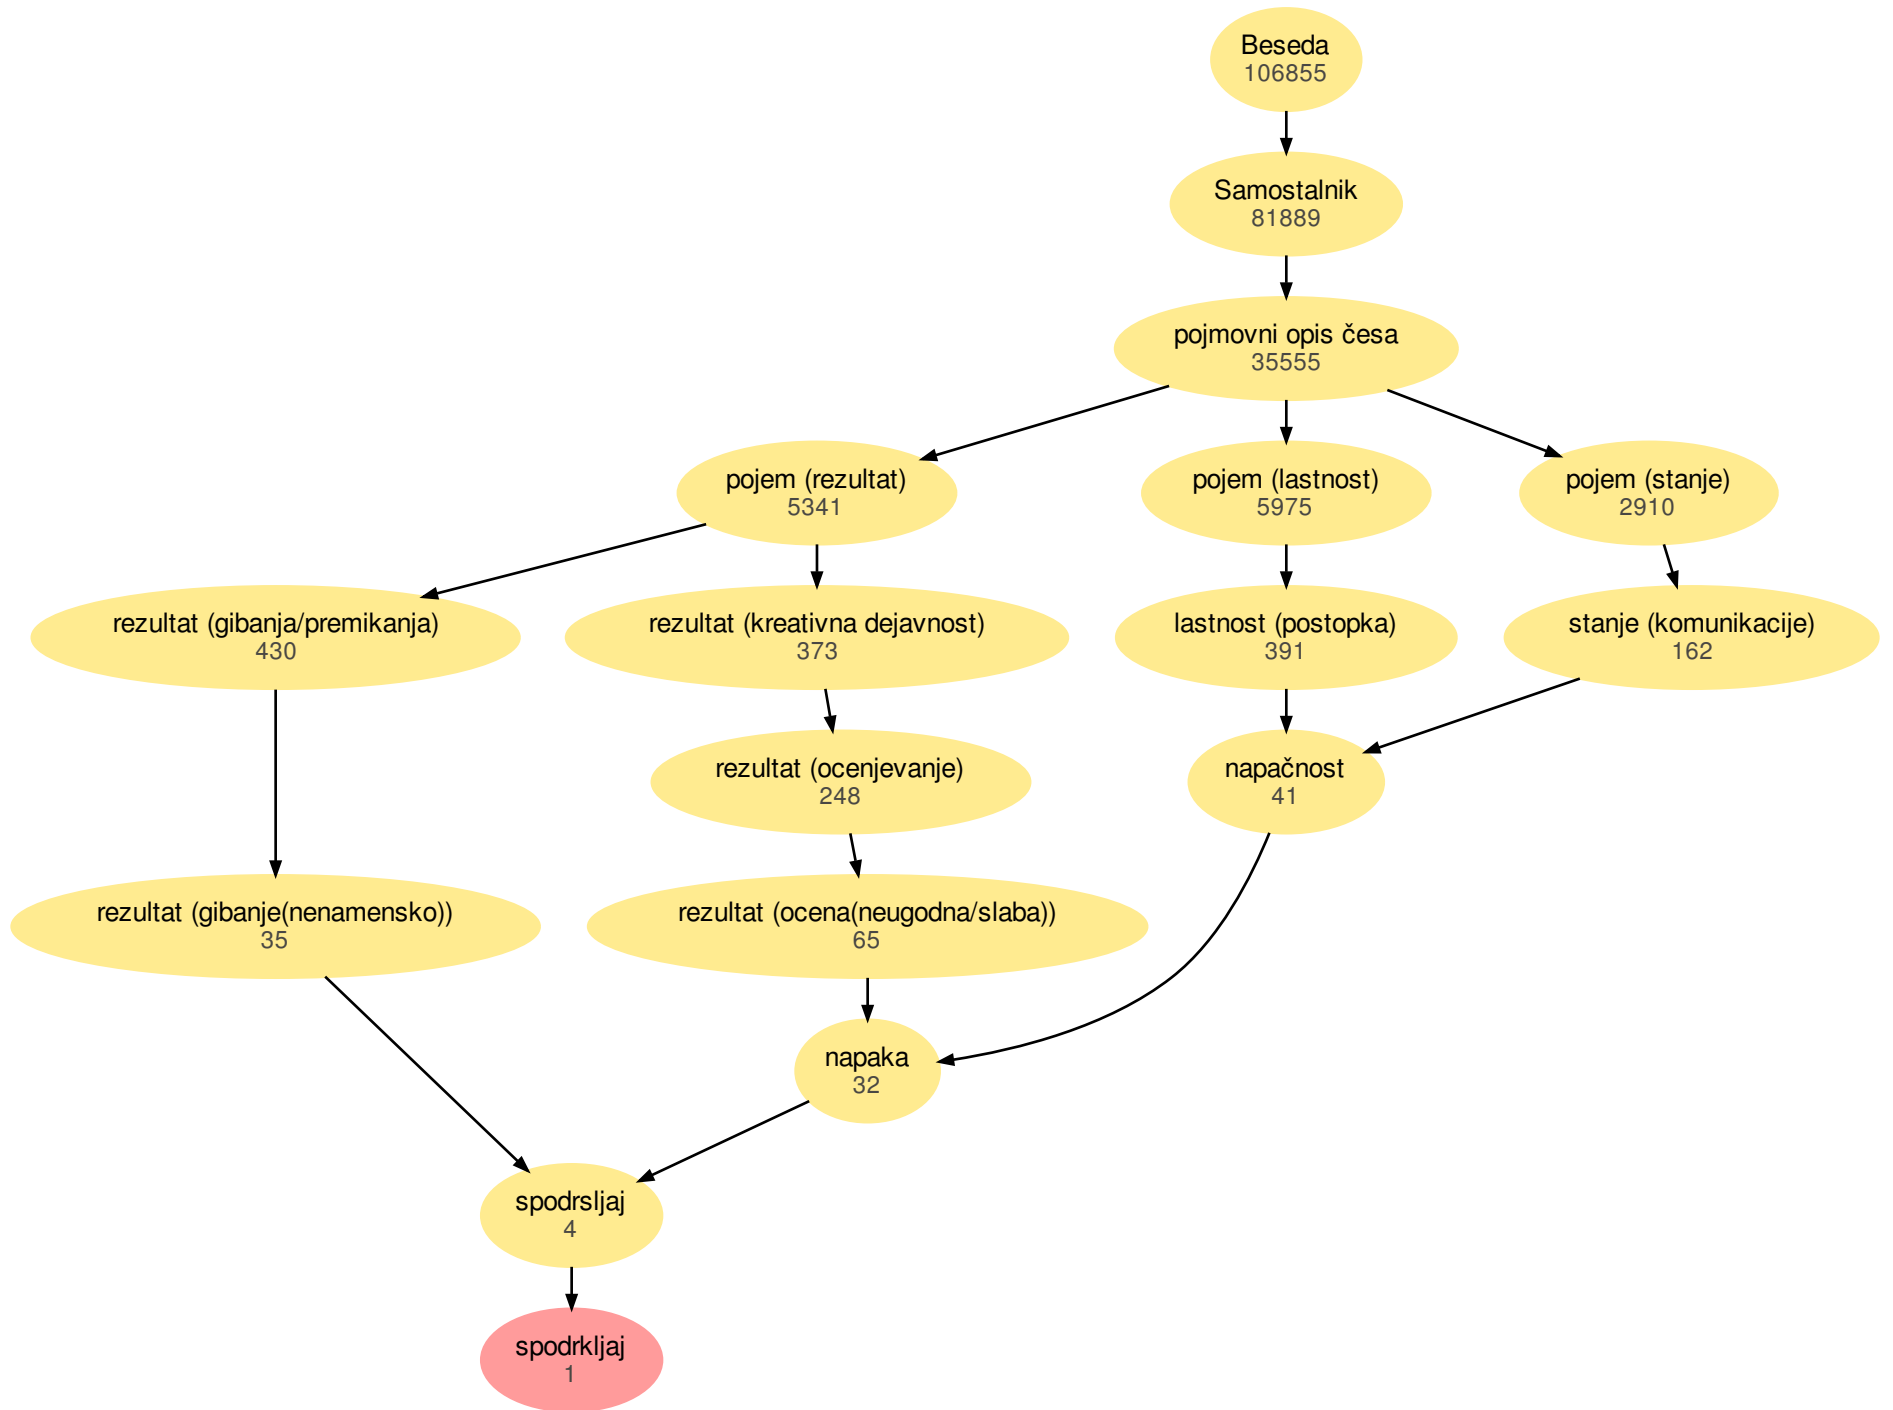 Beseda
106855
Samostalnik
81889
pojmovni opis česa
35555
pojem (rezultat)
5341
pojem (lastnost)
5975
pojem (stanje)
2910
rezultat (gibanja/premikanja)
430
rezultat (kreativna dejavnost)
373
lastnost (postopka)
391
stanje (komunikacije)
162
rezultat (ocenjevanje)
248
napačnost
41
rezultat (gibanje(nenamensko))
35
rezultat (ocena(neugodna/slaba))
65
napaka
32
spodrsljaj
4
spodrkljaj
1